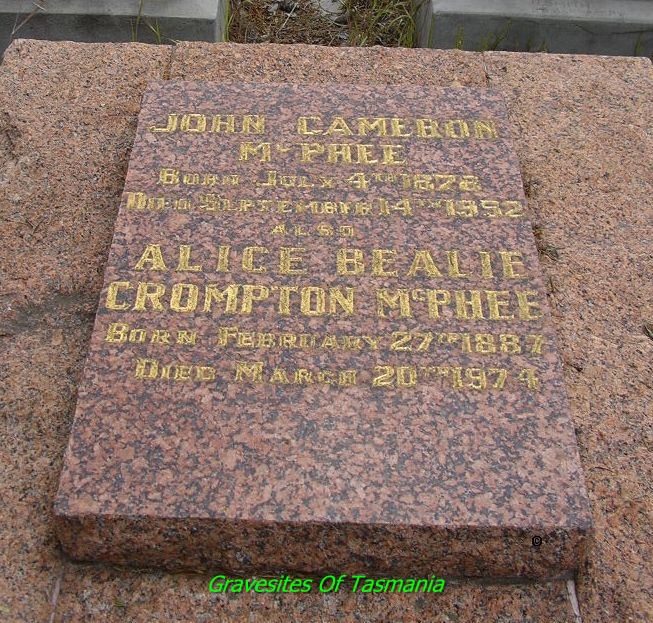 JOHN CAMERON
McPHEE
BORN JULY 4TH 1878
DIED SEPTEMBER 14TH 1952
ALSO
ALICE BEALIE
CROMPTON McPHEE
BORN FEBRUARY 27TH 1887
DIED MARCH 20TH 1974
©
Gravesites Of Tasmania